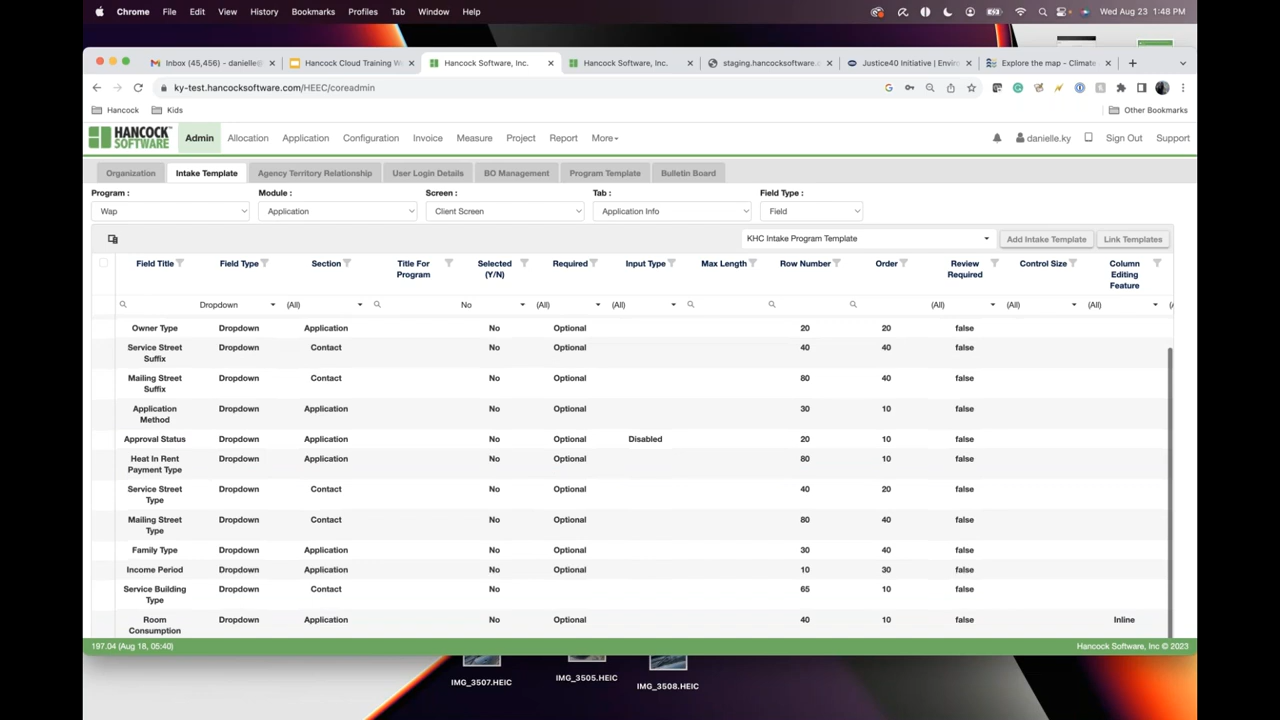 Chrome File Edit View History Bookmarks Profiles Tab Window Help Wed Aug 23 1:48 PM
Inbox (45,456) - danielle@ Hancock Cloud Training W Hancock Software, Inc. Hancock Software, Inc. staging.hancocksoftware.c Justice40 Initiative | Envir Explore the map - Climate
ky-test.hancocksoftware.com/HEEC/coreadmin
Hancock Kids Other Bookmarks
HANCOCK SOFTWARE Admin Allocation Application Configuration Invoice Measure Project Report More danielle.ky Sign Out Support
Organization Intake Template Agency Territory Relationship User Login Details BO Management Program Template Bulletin Board
Program : Module : Screen : Tab : Field Type :
Wap Application Client Screen Application Info Field
KHC Intake Program Template Add Intake Template Link Templates
Field Title Field Type Section Title For Program Selected (Y/N) Required Input Type Max Length Row Number Order Review Required Control Size Column Editing Feature
Dropdown (All) No (All) (All) (All) (All) (All)
Owner Type Dropdown Application No Optional 20 20 false
Service Street Suffix Dropdown Contact No Optional 40 40 false
Mailing Street Suffix Dropdown Contact No Optional 80 40 false
Application Method Dropdown Application No Optional 30 10 false
Approval Status Dropdown Application No Optional Disabled 20 10 false
Heat In Rent Payment Type Dropdown Application No Optional 80 10 false
Service Street Type Dropdown Contact No Optional 40 20 false
Mailing Street Type Dropdown Contact No Optional 80 40 false
Family Type Dropdown Application No Optional 30 40 false
Income Period Dropdown Application No Optional 10 30 false
Service Building Type Dropdown Contact No 65 10 false
Room Consumption Dropdown Application No Optional 40 10 false Inline
197.04 (Aug 18, 05:40) Hancock Software, Inc © 2023
IMG_3507.HEIC IMG_3505.HEIC IMG_3508.HEIC